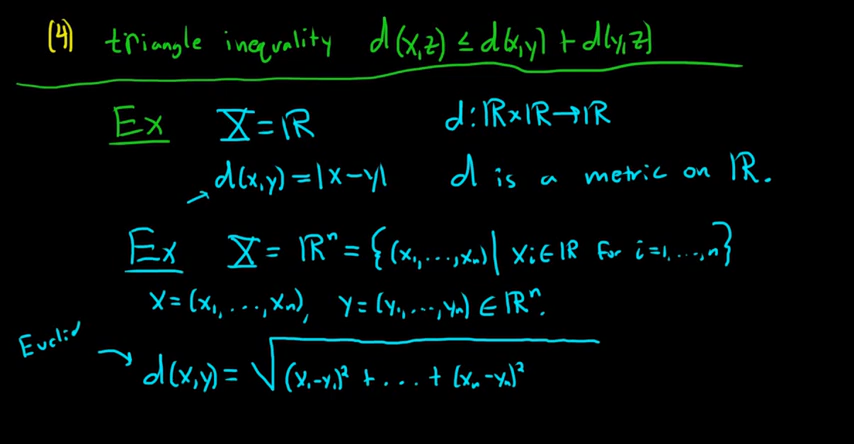 (4) triangle inequality d(x,z) ≤ d(x,y) + d(y,z)
Ex X = ℝ d: ℝ×ℝ→ℝ
d(x,y) = |x-y| d is a metric on ℝ.
Ex X = ℝⁿ = {(x₁,...,xₙ) | xᵢ ∈ ℝ for i=1,...,n}
x = (x₁,...,xₙ), y = (y₁,...,yₙ) ∈ ℝⁿ.
Euclid
d(x,y) = √((x₁-y₁)² + ... + (xₙ-yₙ)²)